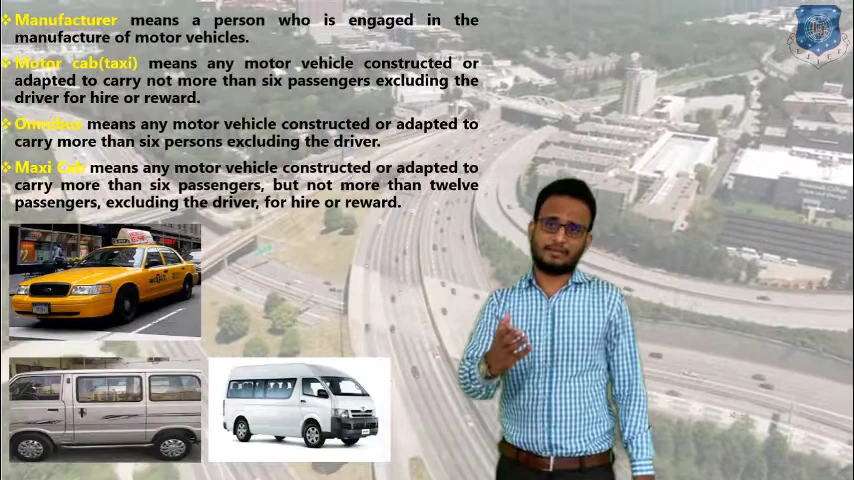 Manufacturer means a person who is engaged in the
manufacture of motor vehicles.
Motor cab(taxi) means any motor vehicle constructed or
adapted to carry not more than six passengers excluding the
driver for hire or reward.
Omnibus means any motor vehicle constructed or adapted to
carry more than six persons excluding the driver.
Maxi Cab means any motor vehicle constructed or adapted to
carry more than six passengers, but not more than twelve
passengers, excluding the driver, for hire or reward.